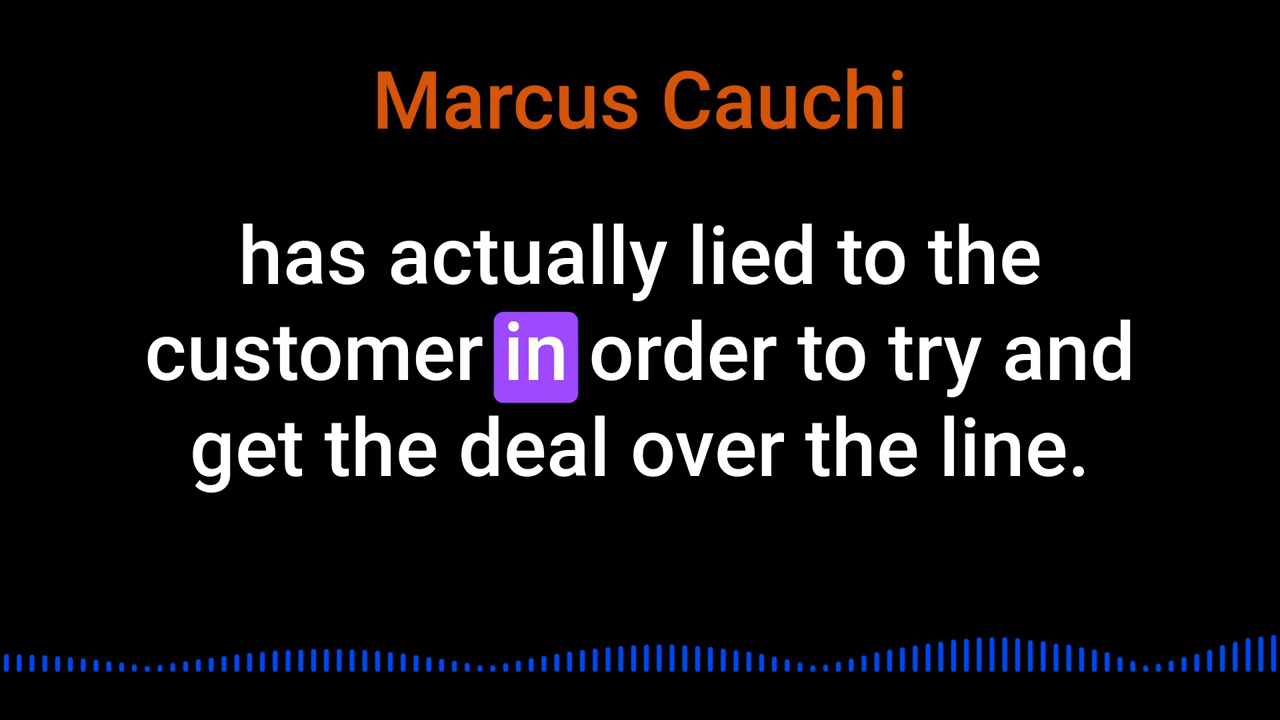 Marcus Cauchi
has actually lied to the
customer in order to try and
get the deal over the line.